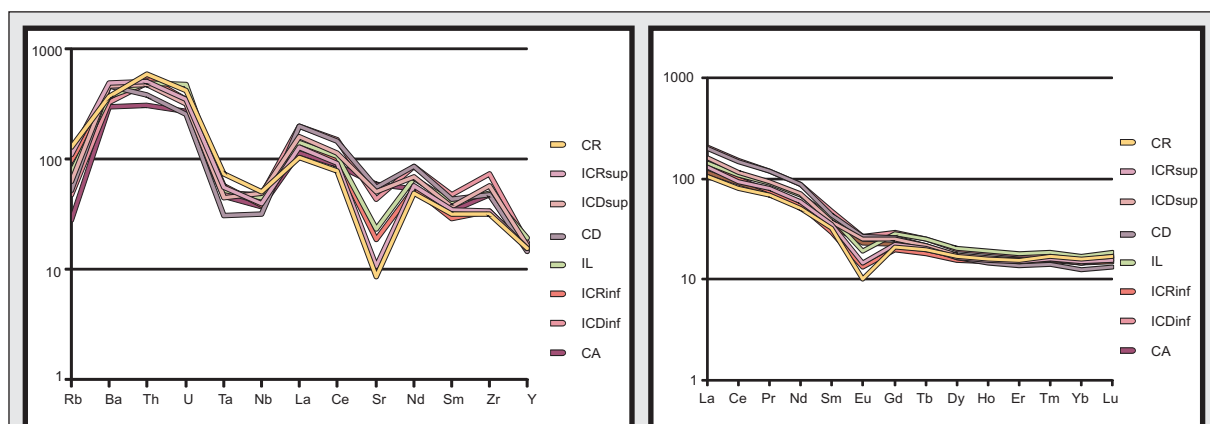 1000
100
10
1
Rb Ba Th U Ta Nb La Ce Sr Nd Sm Zr Y
CR
ICRsup
ICDsup
CD
IL
ICRinf
ICDinf
CA
1000
100
10
1
La Ce Pr Nd Sm Eu Gd Tb Dy Ho Er Tm Yb Lu
CR
ICRsup
ICDsup
CD
IL
ICRinf
ICDinf
CA